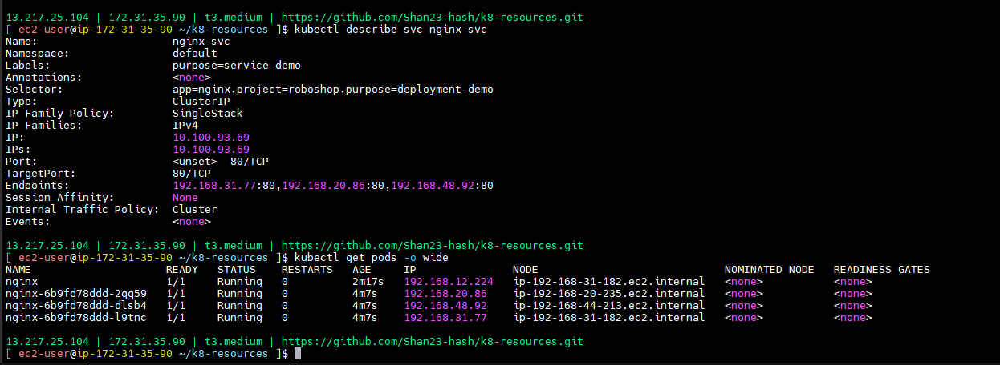 13.217.25.104 | 172.31.35.90 | t3.medium | https://github.com/Shan23-hash/k8-resources.git
[ ec2-user@ip-172-31-35-90 ~/k8-resources ]$ kubectl describe svc nginx-svc
Name:                     nginx-svc
Namespace:                default
Labels:                   purpose=service-demo
Annotations:              <none>
Selector:                 app=nginx,project=roboshop,purpose=deployment-demo
Type:                     ClusterIP
IP Family Policy:         SingleStack
IP Families:              IPv4
IP:                       10.100.93.69
IPs:                      10.100.93.69
Port:                     <unset>  80/TCP
TargetPort:               80/TCP
Endpoints:                192.168.31.77:80,192.168.20.86:80,192.168.48.92:80
Session Affinity:         None
Internal Traffic Policy:  Cluster
Events:                   <none>
13.217.25.104 | 172.31.35.90 | t3.medium | https://github.com/Shan23-hash/k8-resources.git
[ ec2-user@ip-172-31-35-90 ~/k8-resources ]$ kubectl get pods -o wide
NAME                     READY   STATUS    RESTARTS   AGE     IP               NODE                             NOMINATED NODE   READINESS GATES
nginx                    1/1     Running   0          2m17s   192.168.12.224   ip-192-168-31-182.ec2.internal   <none>           <none>
nginx-6b9fd78ddd-2qq59   1/1     Running   0          4m7s    192.168.20.86    ip-192-168-20-235.ec2.internal   <none>           <none>
nginx-6b9fd78ddd-dlsb4   1/1     Running   0          4m7s    192.168.48.92    ip-192-168-44-213.ec2.internal   <none>           <none>
nginx-6b9fd78ddd-l9tnc   1/1     Running   0          4m7s    192.168.31.77    ip-192-168-31-182.ec2.internal   <none>           <none>
13.217.25.104 | 172.31.35.90 | t3.medium | https://github.com/Shan23-hash/k8-resources.git
[ ec2-user@ip-172-31-35-90 ~/k8-resources ]$